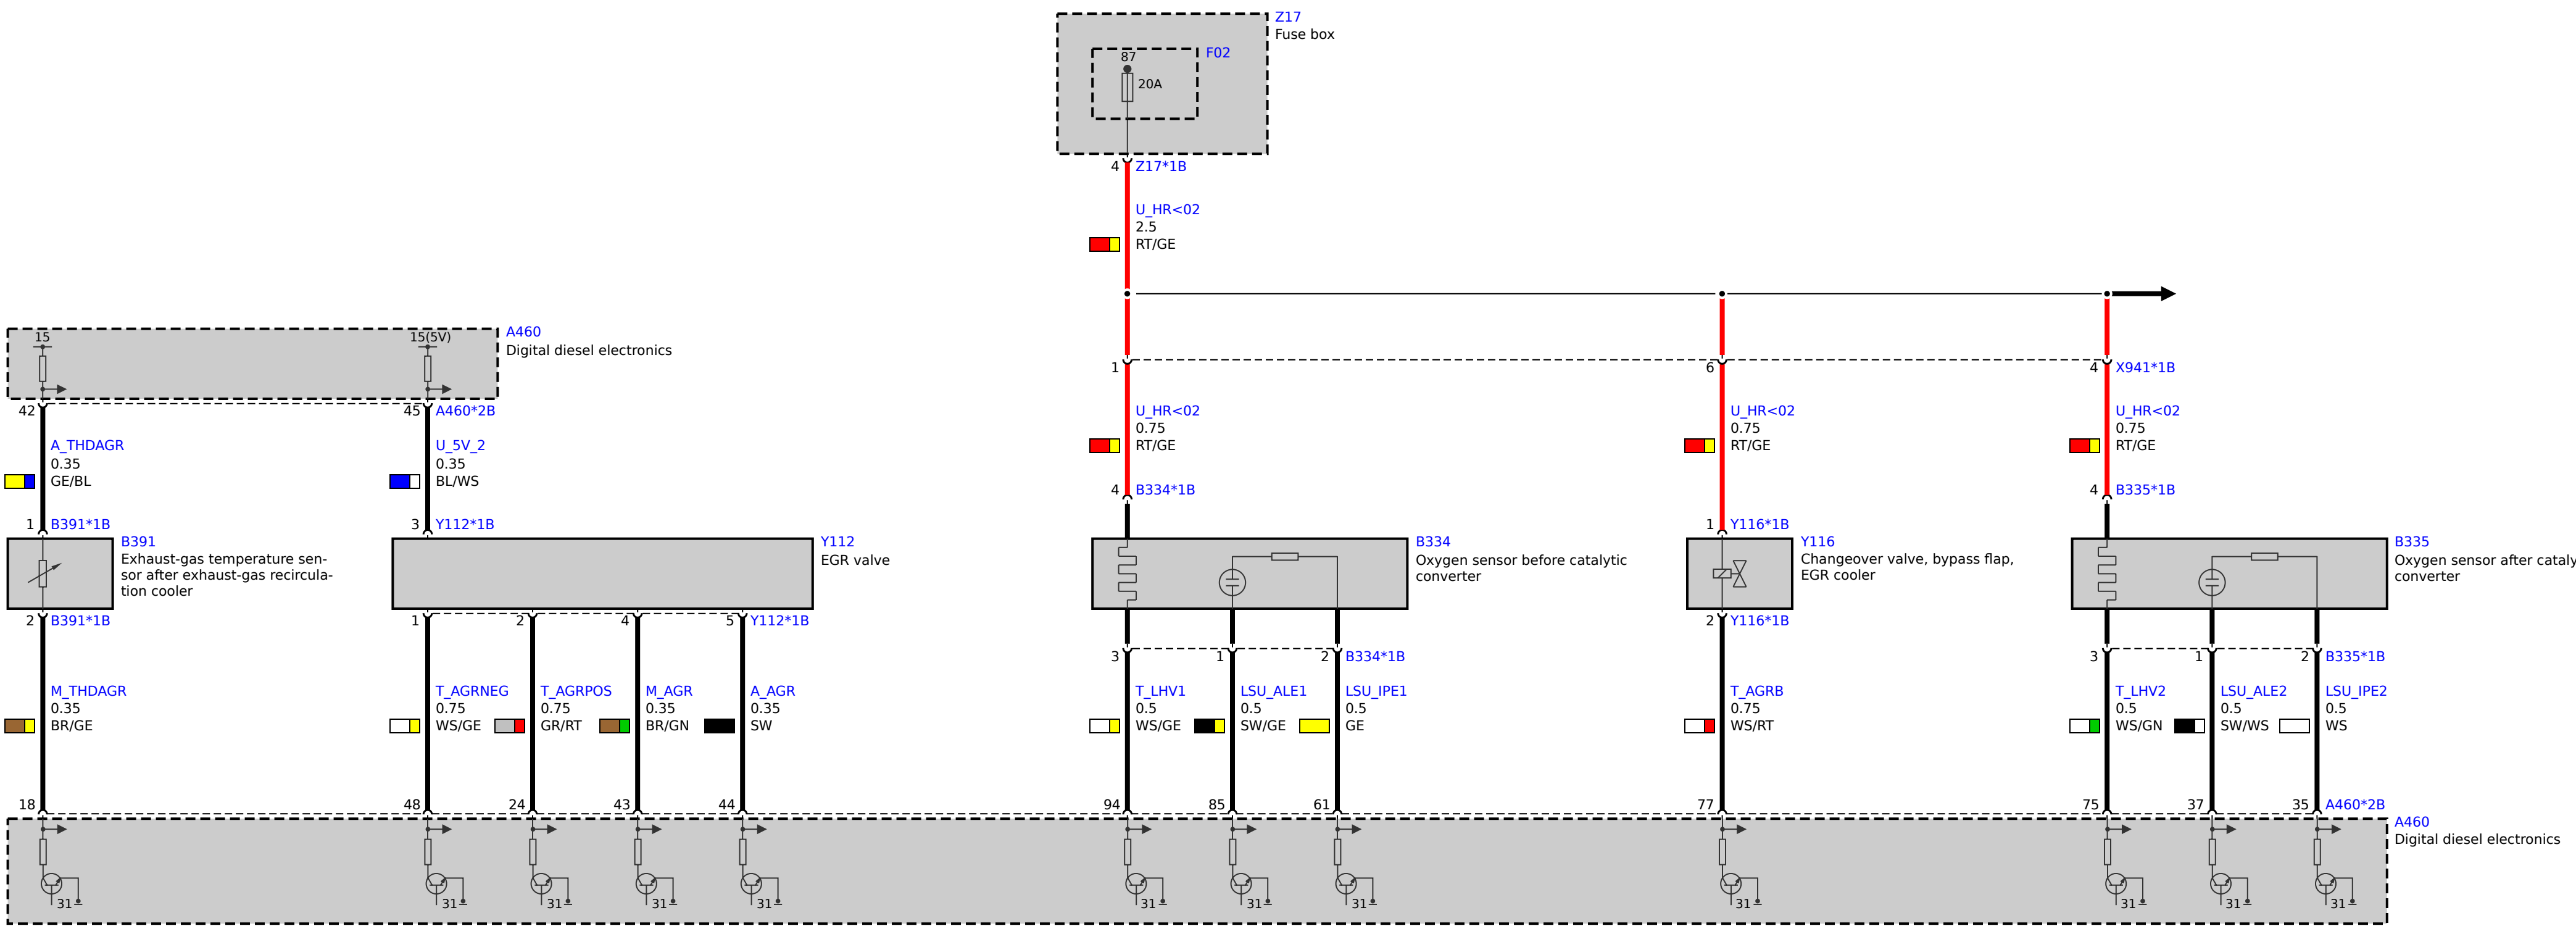 Z17
Fuse box
F02
87
20A
4
Z17*1B
U_HR<02
2.5
RT/GE
A460
Digital diesel electronics
15
15(5V)
1
6
4
X941*1B
42
45
A460*2B
A_THDAGR
0.35
GE/BL
U_5V_2
0.35
BL/WS
U_HR<02
0.75
RT/GE
U_HR<02
0.75
RT/GE
U_HR<02
0.75
RT/GE
4
B334*1B
4
B335*1B
1
B391*1B
3
Y112*1B
1
Y116*1B
B391
Exhaust-gas temperature sen-
sor after exhaust-gas recircula-
tion cooler
Y112
EGR valve
B334
Oxygen sensor before catalytic
converter
Y116
Changeover valve, bypass flap,
EGR cooler
B335
Oxygen sensor after cataly
converter
2
B391*1B
1
2
4
5
Y112*1B
2
Y116*1B
3
1
2
B334*1B
3
1
2
B335*1B
M_THDAGR
0.35
BR/GE
T_AGRNEG
0.75
WS/GE
T_AGRPOS
0.75
GR/RT
M_AGR
0.35
BR/GN
A_AGR
0.35
SW
T_LHV1
0.5
WS/GE
LSU_ALE1
0.5
SW/GE
LSU_IPE1
0.5
GE
T_AGRB
0.75
WS/RT
T_LHV2
0.5
WS/GN
LSU_ALE2
0.5
SW/WS
LSU_IPE2
0.5
WS
18
48
24
43
44
94
85
61
77
75
37
35
A460*2B
A460
Digital diesel electronics
31
31
31
31
31
31
31
31
31
31
31
31